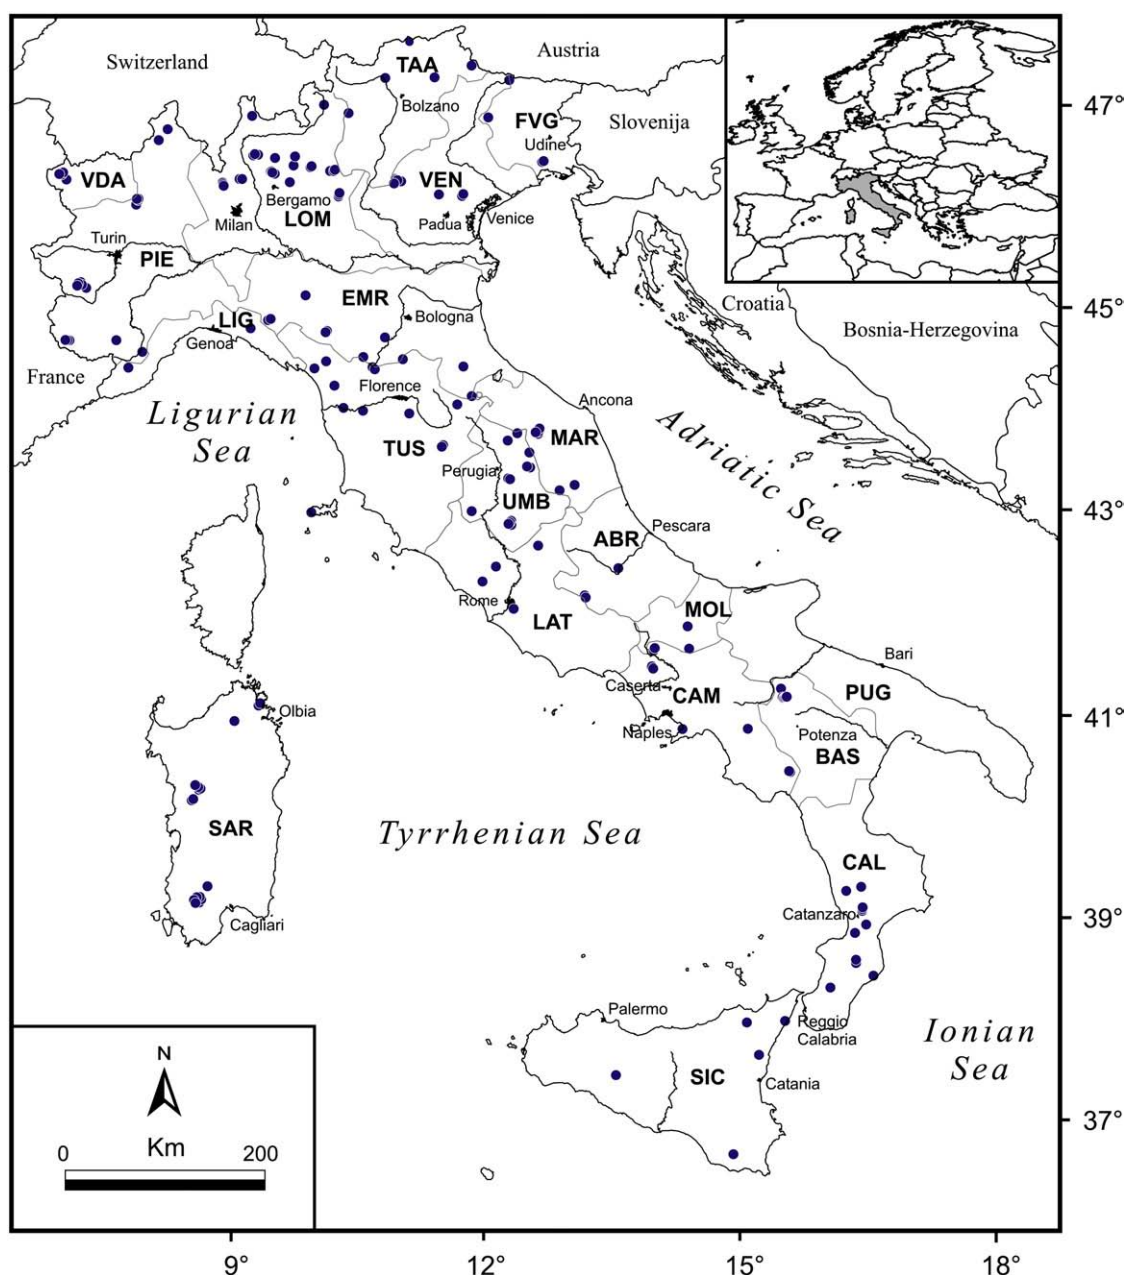 Switzerland
Austria
TAA
Bolzano
47°
FVG
Slovenija
Udine
VDA
VEN
Bergamo
LOM
Milan
Padua
Venice
Turin
PIE
Croatia
EMR
45°
LIG
Bologna
Bosnia-Herzegovina
Genoa
France
Florence
Ligurian
Sea
Ancona
Adriatic Sea
TUS
MAR
Perugia
UMB
43°
Pescara
ABR
Rome
LAT
MOL
Bari
Caserta
CAM
PUG
Olbia
41°
Naples
Potenza
BAS
SAR
Tyrrhenian Sea
CAL
Catanzaro
39°
Cagliari
Palermo
Reggio
Calabria
Ionian
Sea
N
SIC
Catania
Km
37°
0 200
9° 12° 15° 18°